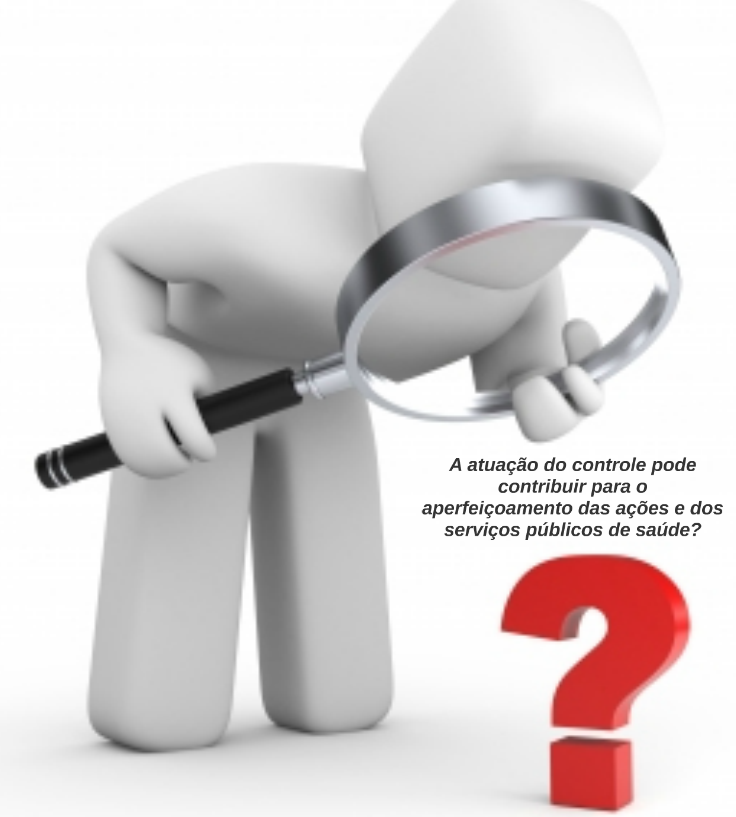 A atuação do controle pode
contribuir para o
aperfeiçoamento das ações e dos
serviços públicos de saúde?
?